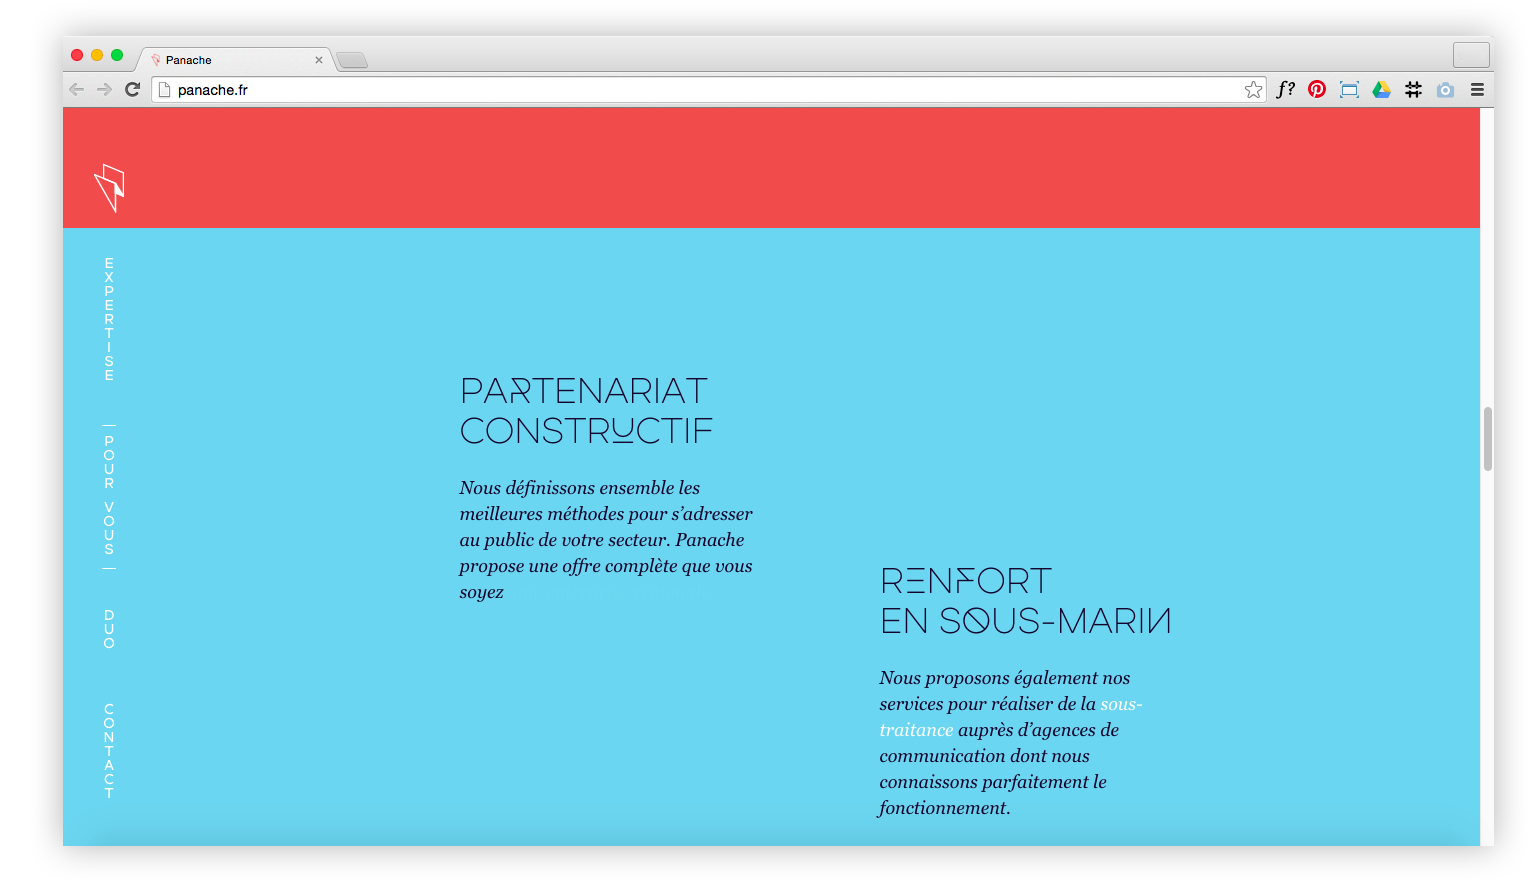 Panache
panache.fr
f?
EXPERTISE
POUR VOUS
DUO
CONTACT
PARTENARIAT
CONSTRUCTIF
Nous définissons ensemble les
meilleures méthodes pour s’adresser
au public de votre secteur. Panache
propose une offre complète que vous
soyez
RENFORT
EN SOUS-MARIN
Nous proposons également nos
services pour réaliser de la sous-
traitance auprès d’agences de
communication dont nous
connaissons parfaitement le
fonctionnement.